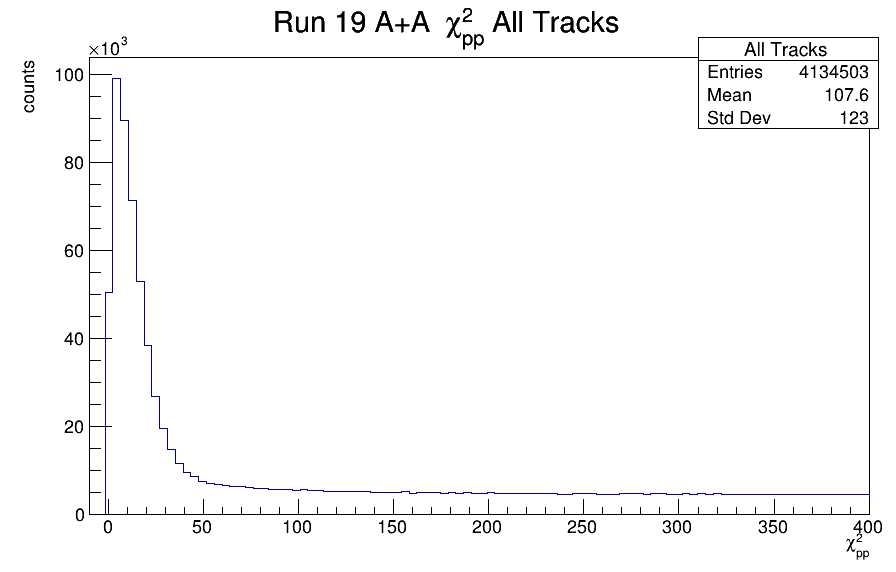 Run 19 A+A χ²pp All Tracks
×10³
counts
All Tracks
Entries 4134503
Mean 107.6
Std Dev 123
100
80
60
40
20
0
0 50 100 150 200 250 300 350 400
χ²pp